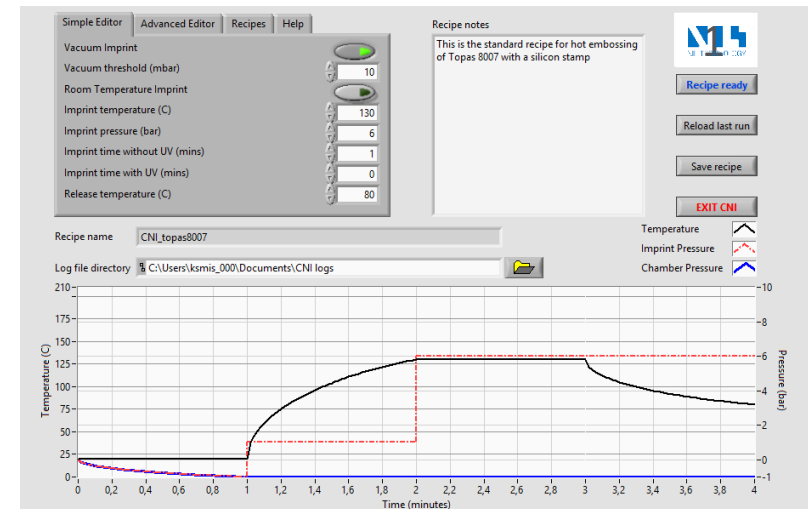 Simple Editor Advanced Editor Recipes Help
Vacuum Imprint
Vacuum threshold (mbar) 10
Room Temperature Imprint
Imprint temperature (C) 130
Imprint pressure (bar) 6
Imprint time without UV (mins) 1
Imprint time with UV (mins) 0
Release temperature (C) 80
Recipe notes
This is the standard recipe for hot embossing
of Topas 8007 with a silicon stamp
Recipe ready
Reload last run
Save recipe
EXIT CNI
Recipe name CNI_topas8007
Log file directory C:\Users\ksmis_000\Documents\CNI logs
Temperature
Imprint Pressure
Chamber Pressure
210
175
150
125
100
75
50
25
0
Temperature (C)
10
8
6
4
2
0
-1
Pressure (bar)
0 0,2 0,4 0,6 0,8 1 1,2 1,4 1,6 1,8 2 2,2 2,4 2,6 2,8 3 3,2 3,4 3,6 3,8 4
Time (minutes)